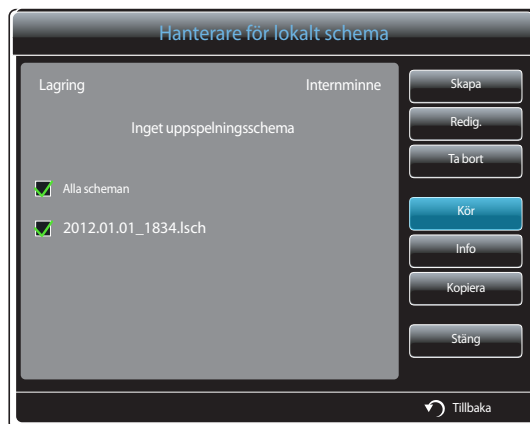 Hanterare för lokalt schema
Lagring Internminne
Inget uppspelningsschema
Alla scheman
2012.01.01_1834.lsch
Skapa
Redig.
Ta bort
Kör
Info
Kopiera
Stäng
Tillbaka